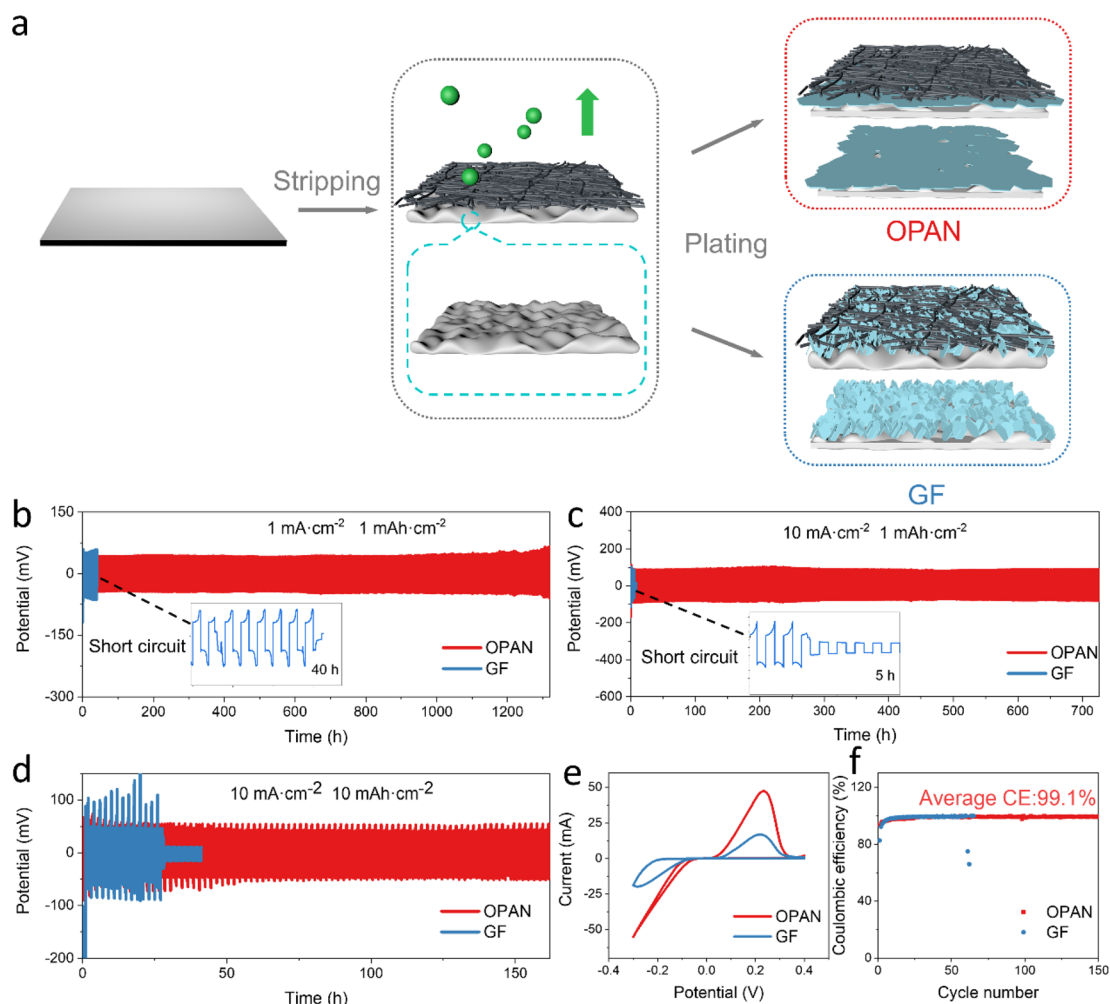 a
Stripping
Plating
OPAN
GF
b
1 mA·cm-2 1 mAh·cm-2
Potential (mV)
150
75
0
-75
-150
-300
Short circuit
40 h
OPAN
GF
0 200 400 600 800 1000 1200
Time (h)
c
10 mA·cm-2 1 mAh·cm-2
Potential (mV)
400
200
0
-200
-400
-600
Short circuit
5 h
OPAN
GF
0 100 200 300 400 500 600 700
Time (h)
d
10 mA·cm-2 10 mAh·cm-2
Potential (mV)
100
0
-100
-200
OPAN
GF
0 50 100 150
Time (h)
e
Current (mA)
50
25
0
-25
-50
OPAN
GF
-0.4 -0.2 0.0 0.2 0.4
Potential (V)
f
Coulombic efficiency (%)
120
80
40
0
Average CE:99.1%
OPAN
GF
0 50 100 150
Cycle number